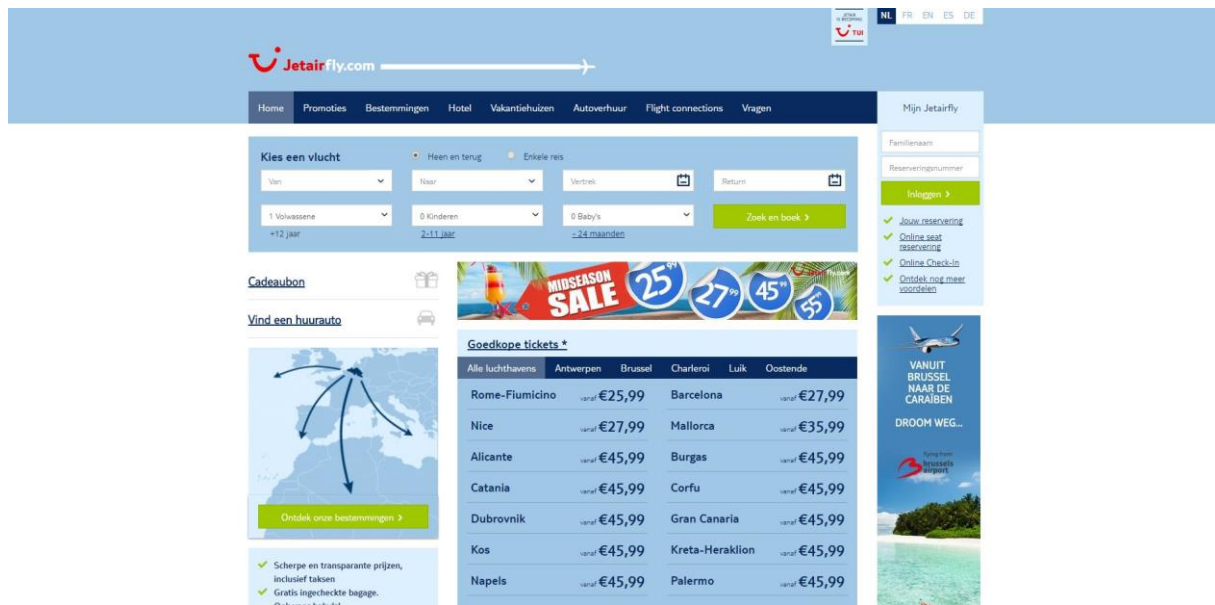 JETAIR
IS BECOMING
TUI
NL FR EN ES DE
Jetairfly.com
Home Promoties Bestemmingen Hotel Vakantiehuizen Autoverhuur Flight connections Vragen
Mijn Jetairfly
Familienaam
Reserveringsnummer
Inloggen >
Jouw reservering
Online seat
reservering
Online Check-In
Ontdek nog meer
voordelen
Kies een vlucht
Heen en terug Enkele reis
Van Naar Vertrek Return
1 Volwassene 0 Kinderen 0 Baby's Zoek en boek >
+12 jaar 2-11 jaar - 24 maanden
Cadeaubon
Vind een huurauto
Ontdek onze bestemmingen >
Scherpe en transparante prijzen,
inclusief taksen
Gratis ingecheckte bagage.
MIDSEASON
SALE
25,99 27,99 45,99 55,99
Jetairfly.com
Goedkope tickets *
Alle luchthavens Antwerpen Brussel Charleroi Luik Oostende
Rome-Fiumicino vanaf €25,99 Barcelona vanaf €27,99
Nice vanaf €27,99 Mallorca vanaf €35,99
Alicante vanaf €45,99 Burgas vanaf €45,99
Catania vanaf €45,99 Corfu vanaf €45,99
Dubrovnik vanaf €45,99 Gran Canaria vanaf €45,99
Kos vanaf €45,99 Kreta-Heraklion vanaf €45,99
Napels vanaf €45,99 Palermo vanaf €45,99
VANUIT
BRUSSEL
NAAR DE
CARAÏBEN
DROOM WEG...
flying from
brussels
airport